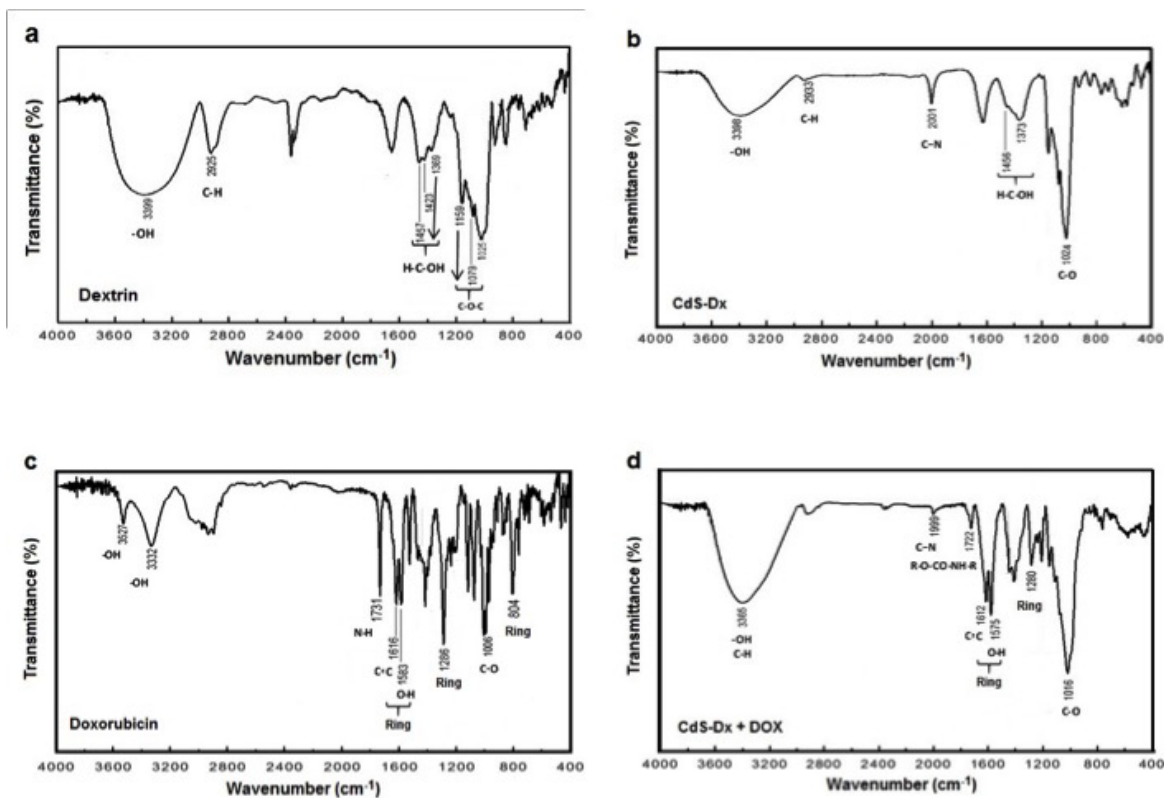 a
Transmittance (%)
3399
-OH
2925
C-H
1457
1423
1369
H-C-OH
1159
1079
1025
C-O-C
Dextrin
4000 3600 3200 2800 2400 2000 1600 1200 800 400
Wavenumber (cm-1)
b
Transmittance (%)
3398
-OH
2933
C-H
2001
C–N
1456
1373
H-C-OH
1024
C-O
CdS-Dx
4000 3600 3200 2800 2400 2000 1600 1200 800 400
Wavenumber (cm-1)
c
Transmittance (%)
3527
-OH
3332
-OH
1731
N-H
1616
C=C
1583
O-H
Ring
1286
Ring
1006
C-O
804
Ring
Doxorubicin
4000 3600 3200 2800 2400 2000 1600 1200 800 400
Wavenumber (cm-1)
d
Transmittance (%)
3365
-OH
C-H
1999
C–N
1722
R-O-CO-NH-R
1612
C=C
1575
O-H
Ring
1280
Ring
1016
C-O
CdS-Dx + DOX
4000 3600 3200 2800 2400 2000 1600 1200 800 400
Wavenumber (cm-1)